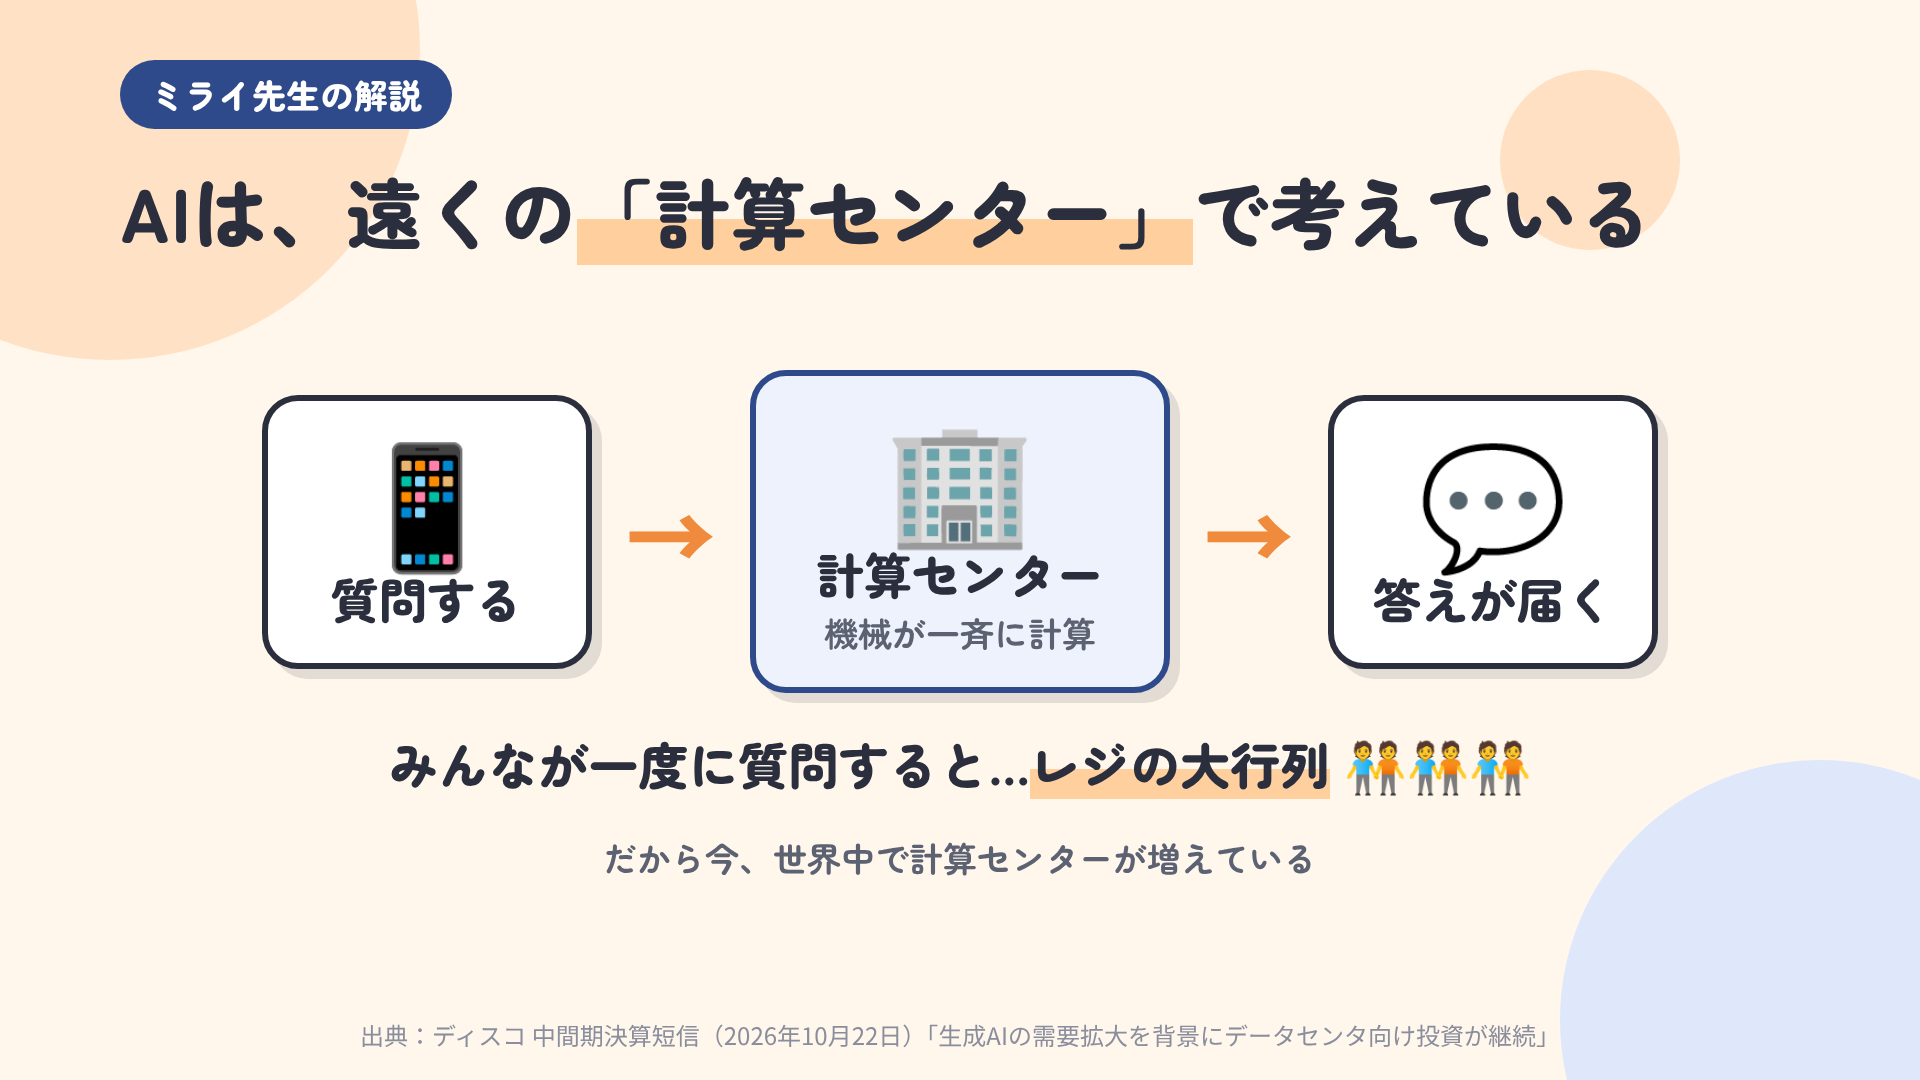 ミライ先生の解説
AIは、遠くの「計算センター」で考えている
質問する
計算センター
機械が一斉に計算
答えが届く
みんなが一度に質問すると…レジの大行列
だから今、世界中で計算センターが増えている
出典：ディスコ 中間期決算短信（2026年10月22日）「生成AIの需要拡大を背景にデータセンタ向け投資が継続」